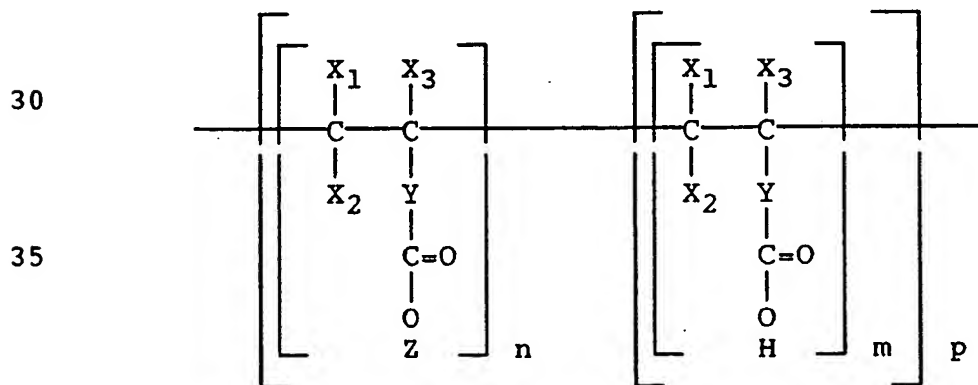 X1 X3 X1 X3
30
C C C C
X2 Y X2 Y
35 C=O C=O
O O
Z n H m p